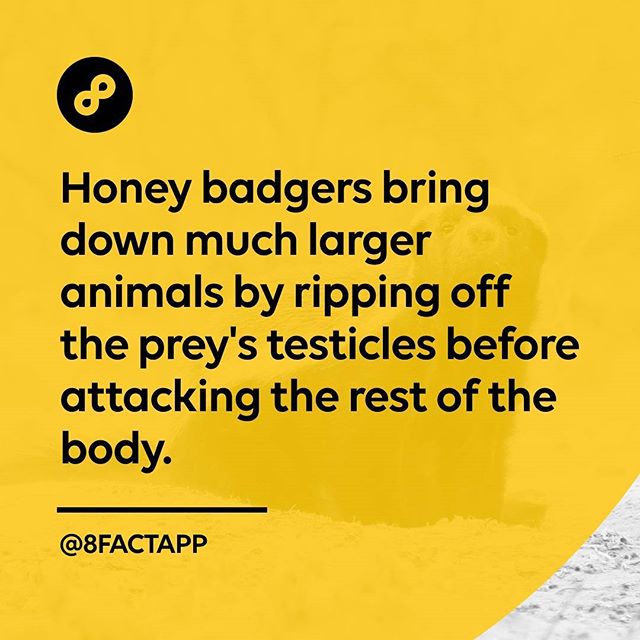 Honey badgers bring
down much larger
animals by ripping off
the prey's testicles before
attacking the rest of the
body.
@8FACTAPP